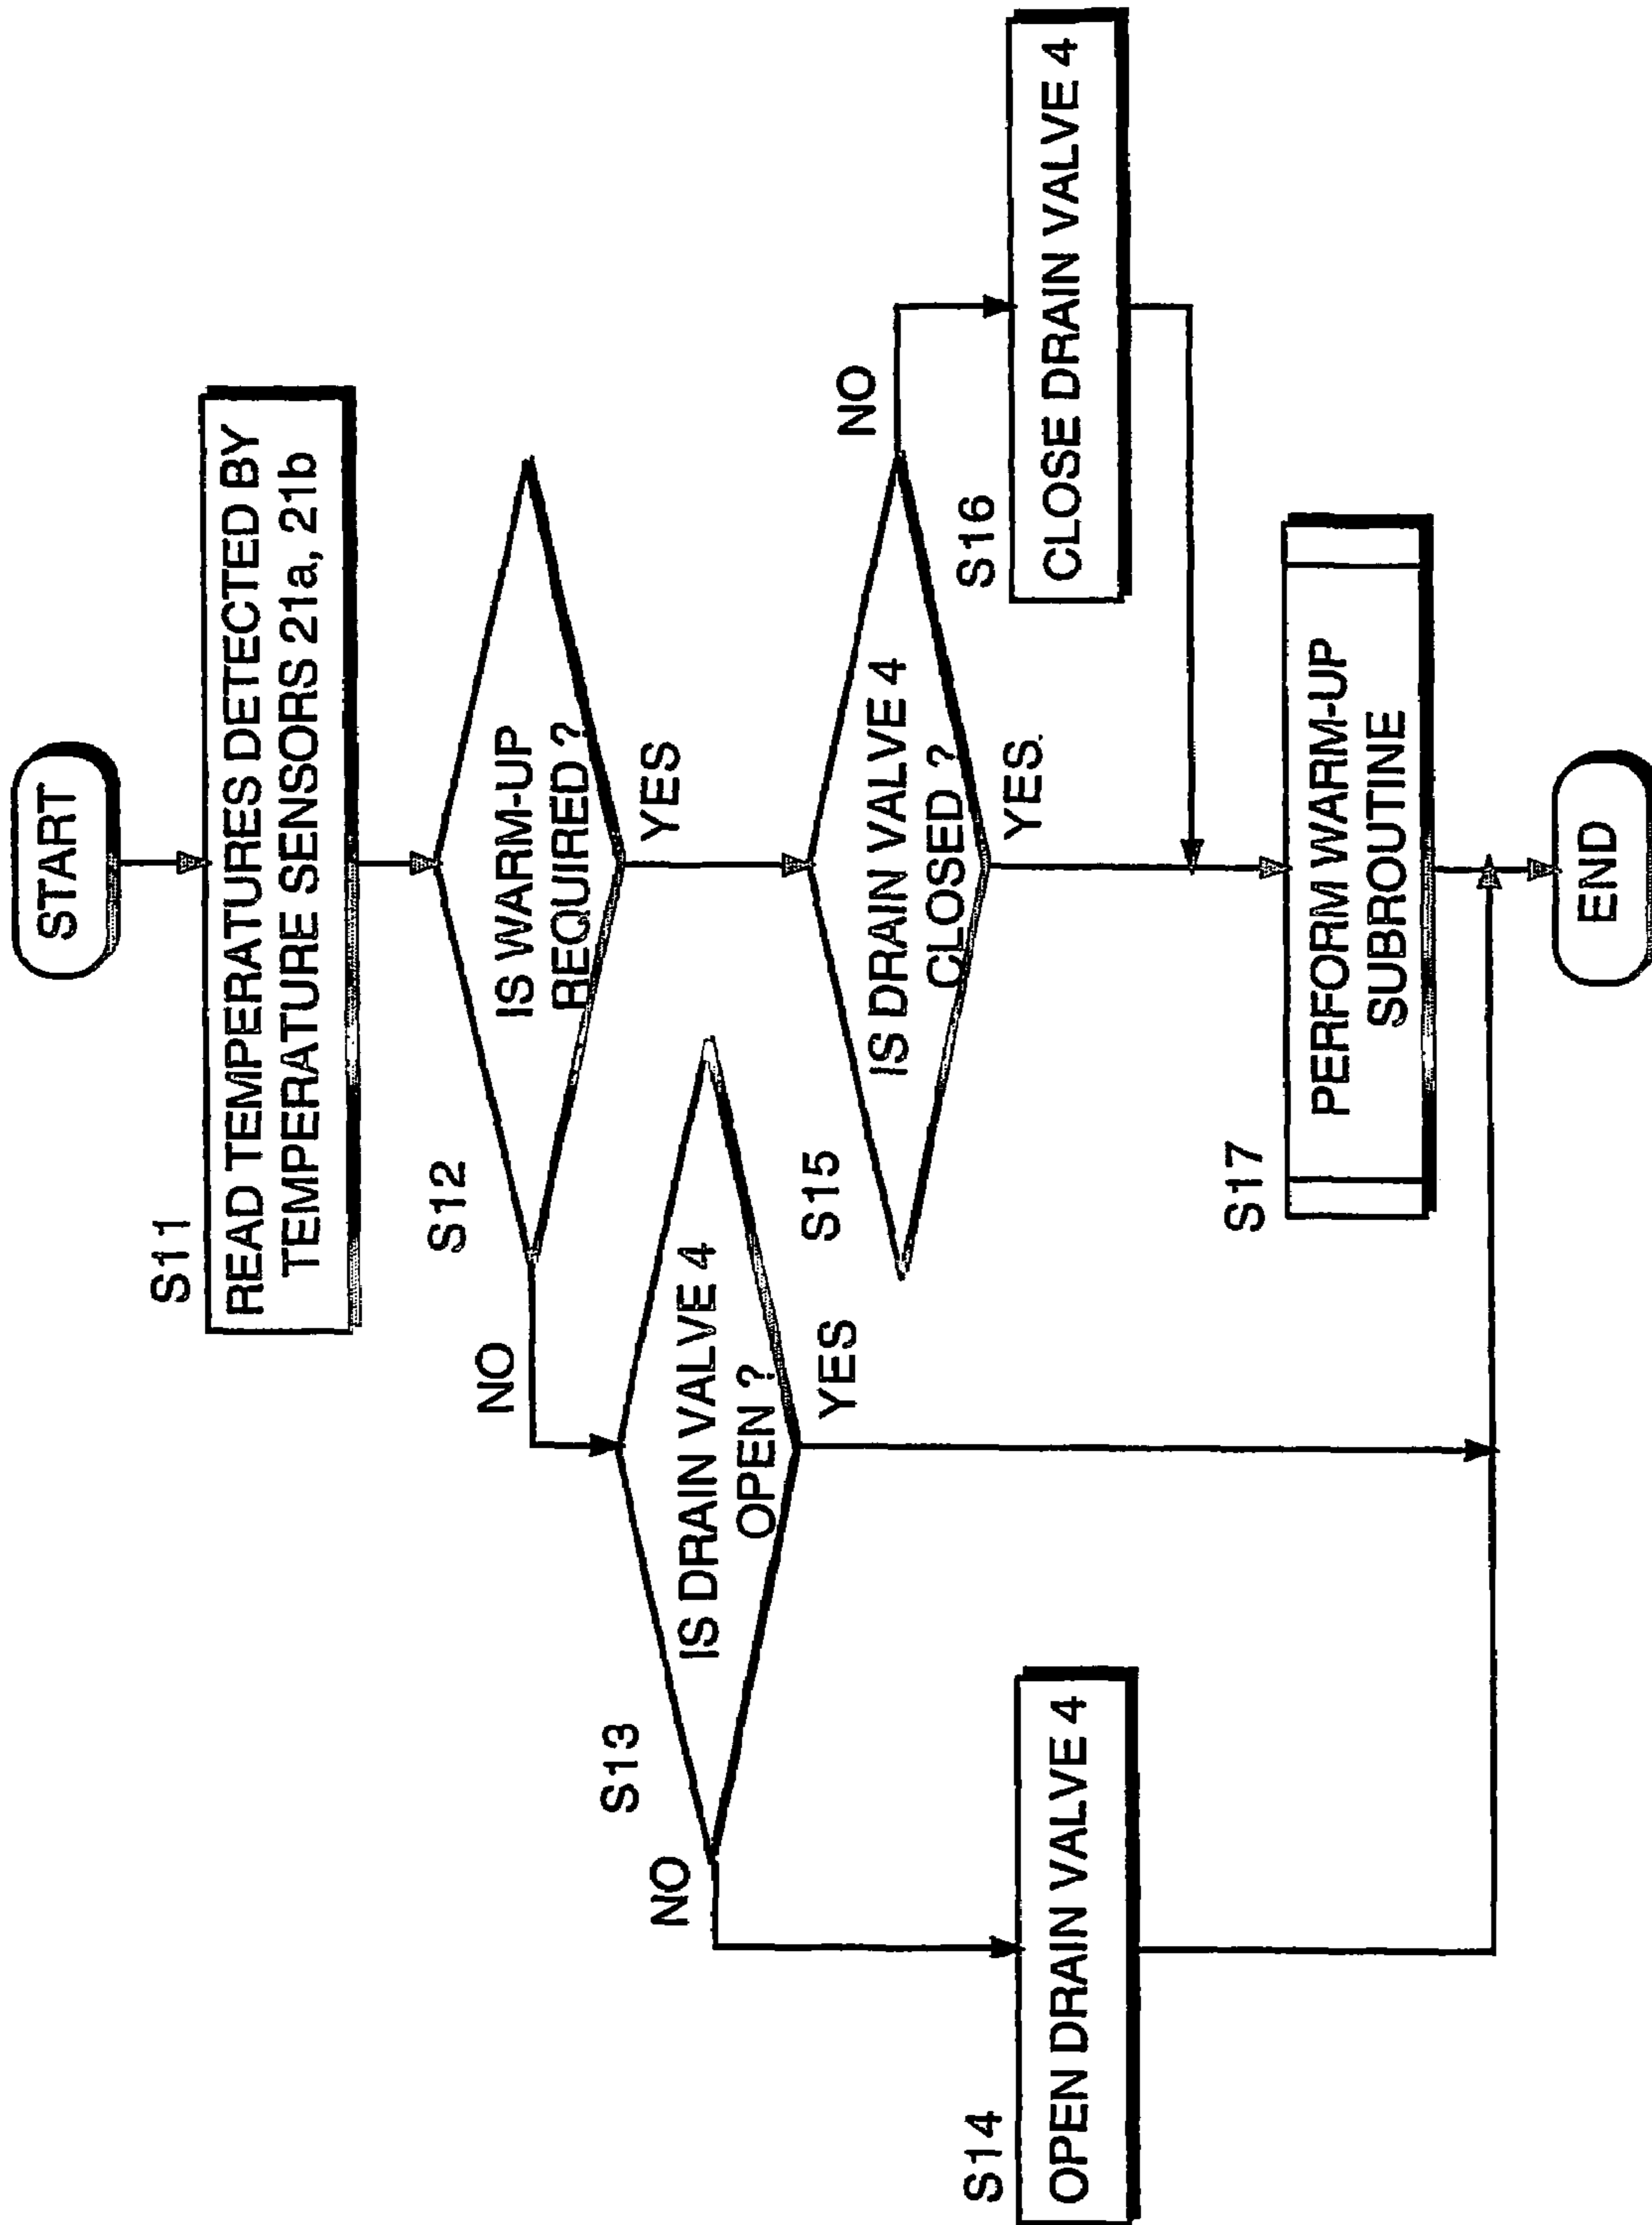 START
S11
READ TEMPERATURES DETECTED BY
TEMPERATURE SENSORS 21a, 21b
S12
IS WARM-UP
REQUIRED ?
NO
YES
S13
IS DRAIN VALVE 4
OPEN ?
NO
YES
S15
IS DRAIN VALVE 4
CLOSED ?
NO
YES
S14
OPEN DRAIN VALVE 4
S16
CLOSE DRAIN VALVE 4
S17
PERFORM WARM-UP
SUBROUTINE
END